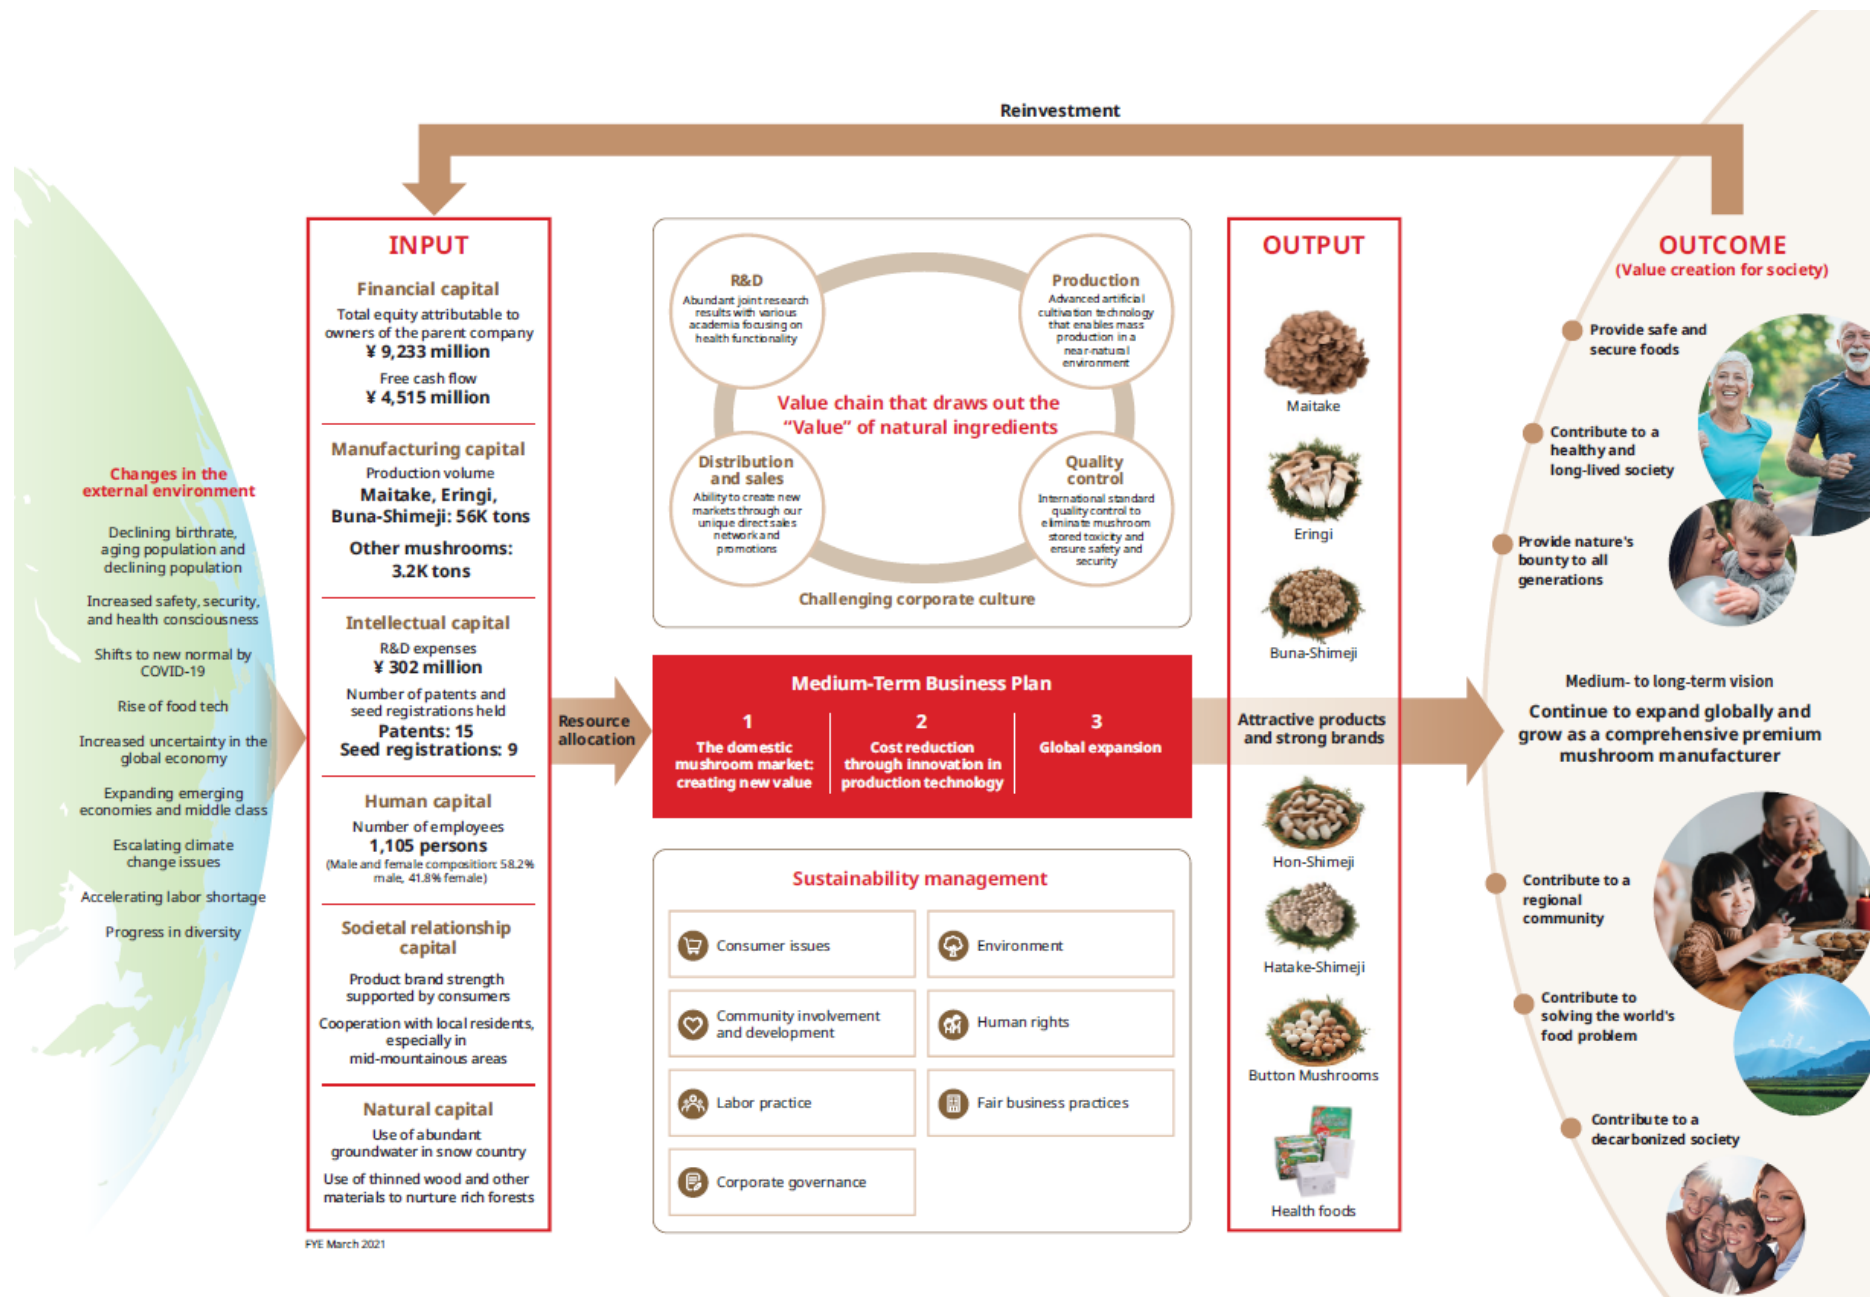 Reinvestment
Changes in the
external environment
Declining birthrate,
aging population and
declining population
Increased safety, security,
and health consciousness
Shifts to new normal by
COVID-19
Rise of food tech
Increased uncertainty in the
global economy
Expanding emerging
economies and middle class
Escalating climate
change issues
Accelerating labor shortage
Progress in diversity
INPUT
Financial capital
Total equity attributable to
owners of the parent company
¥ 9,233 million
Free cash flow
¥ 4,515 million
Manufacturing capital
Production volume
Maitake, Eringi,
Buna-Shimeji: 56K tons
Other mushrooms:
3.2K tons
Intellectual capital
R&D expenses
¥ 302 million
Number of patents and
seed registrations held
Patents: 15
Seed registrations: 9
Human capital
Number of employees
1,105 persons
(Male and female composition: 58.2%
male, 41.8% female)
Societal relationship
capital
Product brand strength
supported by consumers
Cooperation with local residents,
especially in
mid-mountainous areas
Natural capital
Use of abundant
groundwater in snow country
Use of thinned wood and other
materials to nurture rich forests
FYE March 2021
Resource
allocation
R&D
Abundant joint research
results with various
academia focusing on
health functionality
Production
Advanced artificial
cultivation technology
that enables mass
production in a
near-natural
environment
Value chain that draws out the
“Value” of natural ingredients
Distribution
and sales
Ability to create new
markets through our
unique direct sales
network and
promotions
Quality
control
International standard
quality control to
eliminate mushroom
stored toxicity and
ensure safety and
security
Challenging corporate culture
Medium-Term Business Plan
1
The domestic
mushroom market:
creating new value
2
Cost reduction
through innovation in
production technology
3
Global expansion
Sustainability management
Consumer issues
Environment
Community involvement
and development
Human rights
Labor practice
Fair business practices
Corporate governance
OUTPUT
Maitake
Eringi
Buna-Shimeji
Attractive products
and strong brands
Hon-Shimeji
Hatake-Shimeji
Button Mushrooms
Health foods
OUTCOME
(Value creation for society)
Provide safe and
secure foods
Contribute to a
healthy and
long-lived society
Provide nature's
bounty to all
generations
Medium- to long-term vision
Continue to expand globally and
grow as a comprehensive premium
mushroom manufacturer
Contribute to a
regional
community
Contribute to
solving the world's
food problem
Contribute to a
decarbonized society